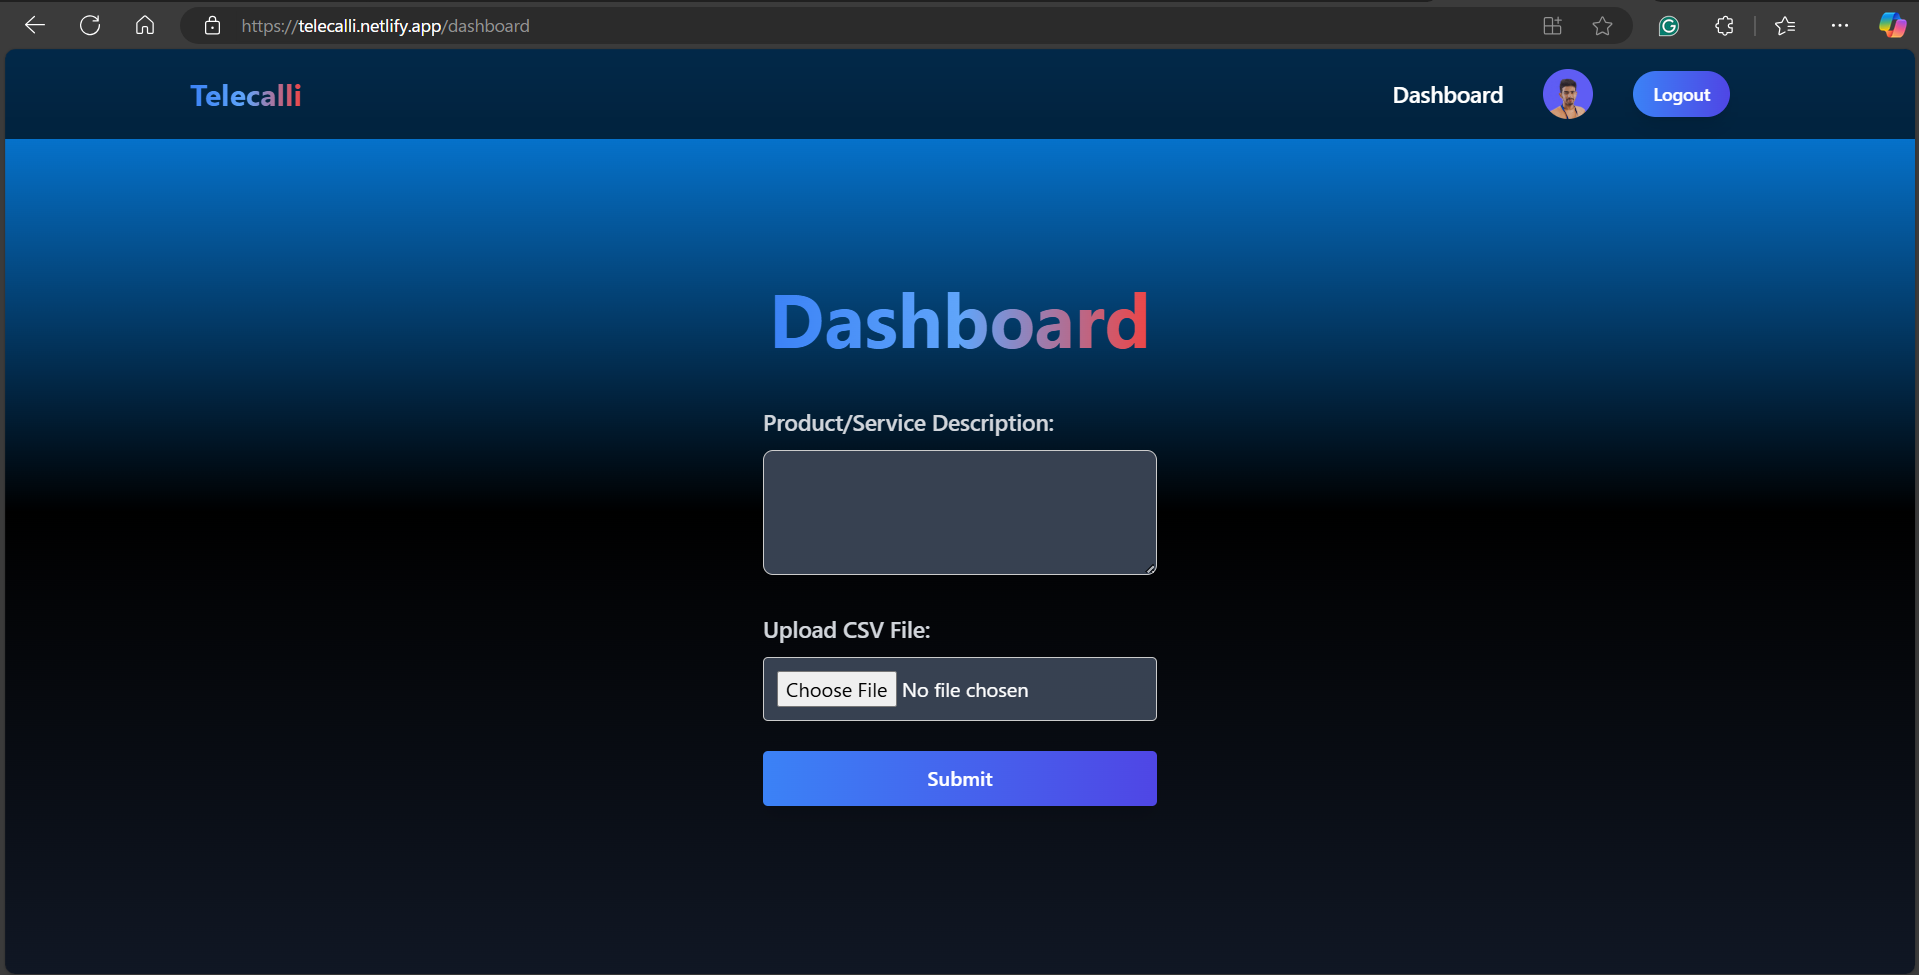 https://telecalli.netlify.app/dashboard
Telecalli
Dashboard
Logout
Dashboard
Product/Service Description:
Upload CSV File:
Choose File No file chosen
Submit